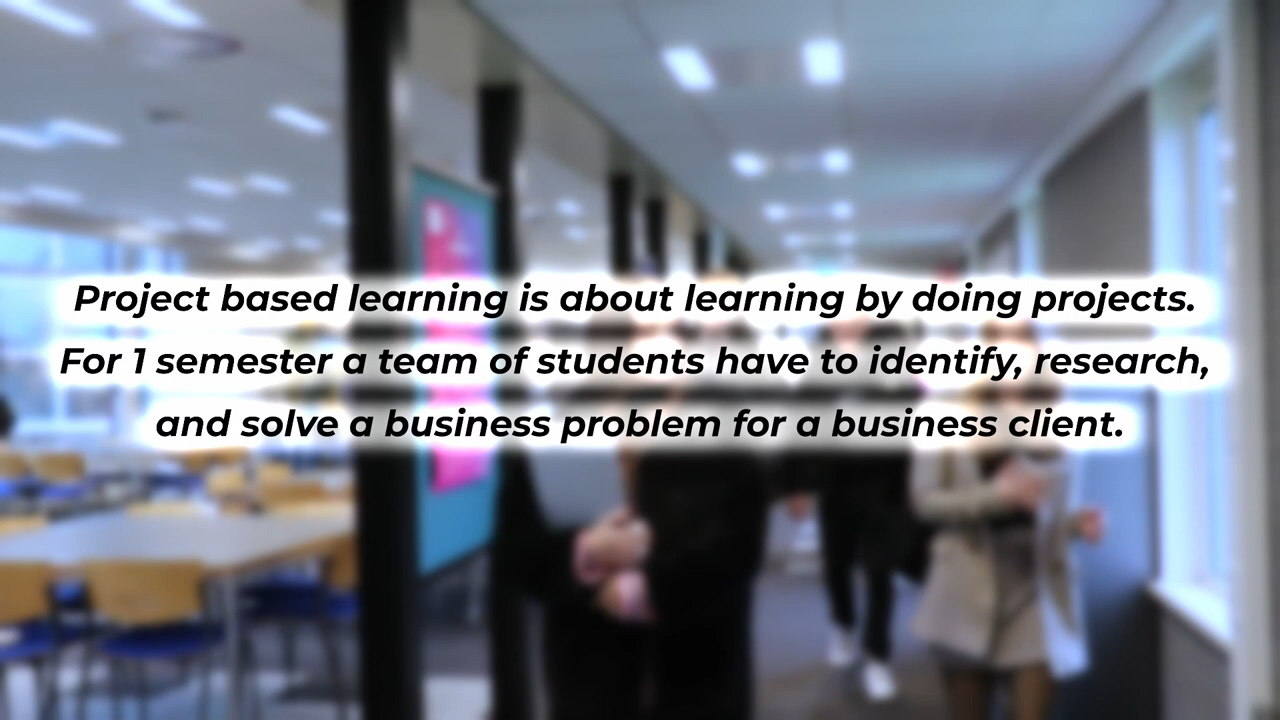 Project based learning is about learning by doing projects.
For 1 semester a team of students have to identify, research,
and solve a business problem for a business client.